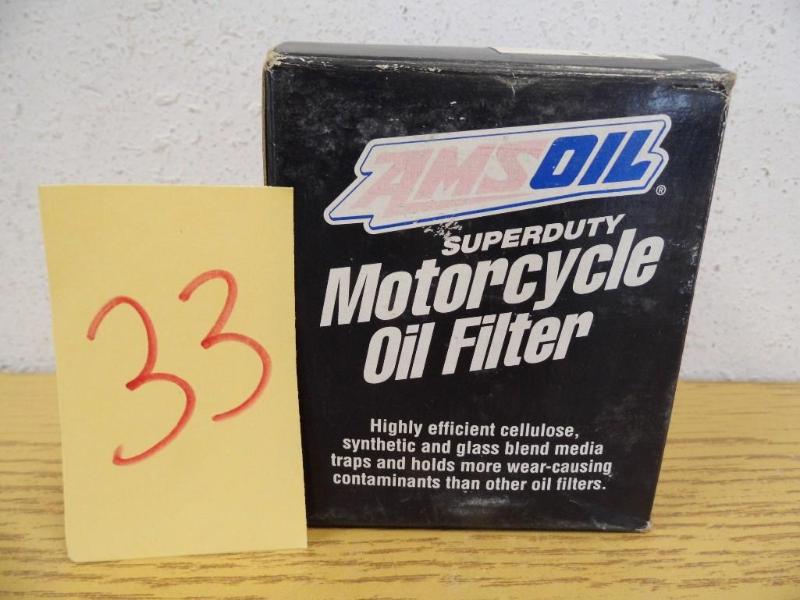 33
AMSOIL®
SUPERDUTY
Motorcycle
Oil Filter
Highly efficient cellulose,
synthetic and glass blend media
traps and holds more wear-causing
contaminants than other oil filters.